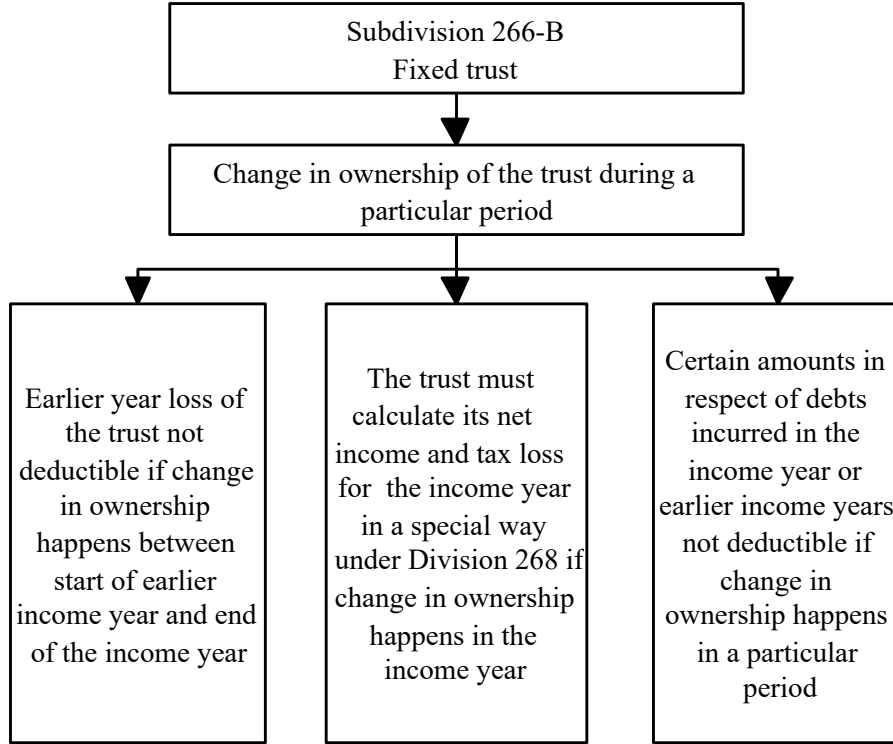 Subdivision 266-B
Fixed trust
Change in ownership of the trust during a
particular period
Earlier year loss of
the trust not
deductible if change
in ownership
happens between
start of earlier
income year and end
of the income year
The trust must
calculate its net
income and tax loss
for the income year
in a special way
under Division 268 if
change in ownership
happens in the
income year
Certain amounts in
respect of debts
incurred in the
income year or
earlier income years
not deductible if
change in
ownership happens
in a particular
period